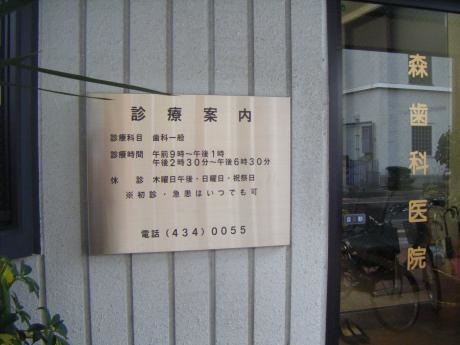 診療案内
診療科目 歯科一般
診療時間 午前9時～午後1時
午後2時30分～午後6時30分
休診 木曜日午後・日曜日・祝祭日
※初診・急患はいつでも可
電話(434)0055
森歯科医院
自動